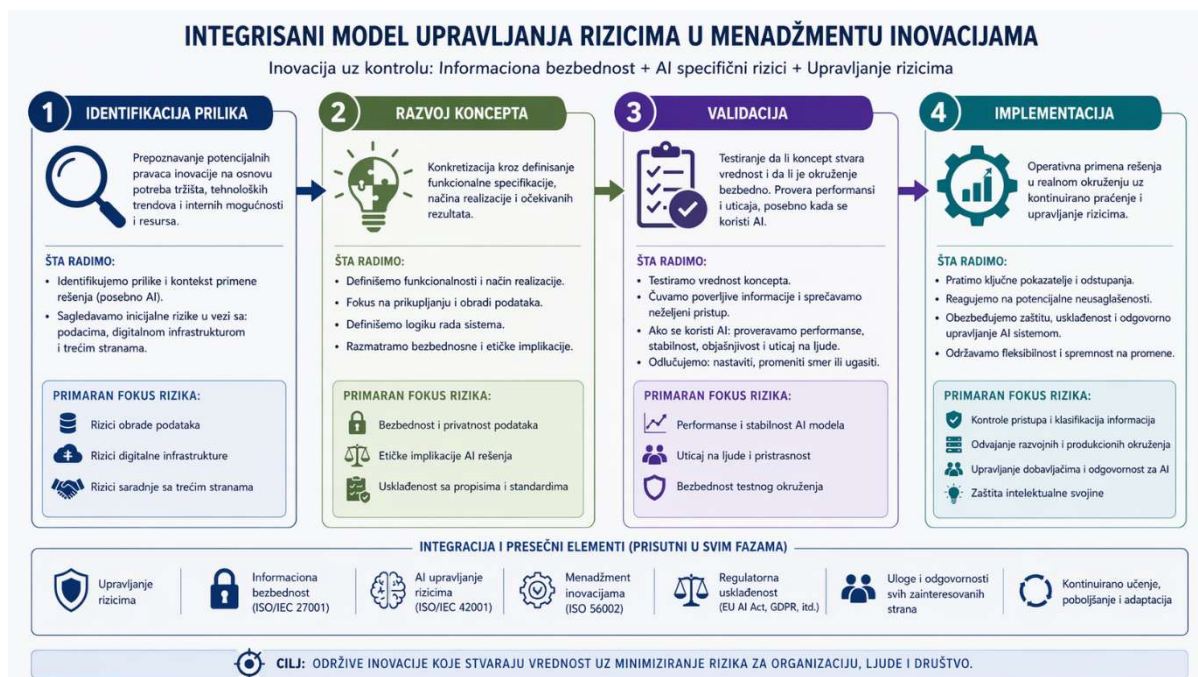 INTEGRISANI MODEL UPRAVLJANJA RIZICIMA U MENADŽMENTU INOVACIJAMA
Inovacija uz kontrolu: Informaciona bezbednost + AI specifični rizici + Upravljanje rizicima
1 IDENTIFIKACIJA PRILIKA
Prepoznavanje potencijalnih
pravaca inovacije na osnovu
potreba tržišta, tehnoloških
trendova i internih mogućnosti
i resursa.
ŠTA RADIMO:
• Identifikujemo prilike i kontekst primene
rešenja (posebno AI).
• Sagledavamo inicijalne rizike u vezi sa:
podacima, digitalnom infrastrukturom
i trećim stranama.
PRIMARAN FOKUS RIZIKA:
Rizici obrade podataka
Rizici digitalne infrastrukture
Rizici saradnje sa trećim stranama
2 RAZVOJ KONCEPTA
Konkretizacija kroz definisanje
funkcionalne specifikacije,
načina realizacije i očekivanih
rezultata.
ŠTA RADIMO:
• Definišemo funkcionalnosti i način realizacije.
• Fokus na prikupljanju i obradi podataka.
• Definišemo logiku rada sistema.
• Razmatramo bezbednosne i etičke implikacije.
PRIMARAN FOKUS RIZIKA:
Bezbednost i privatnost podataka
Etičke implikacije AI rešenja
Usklađenost sa propisima i standardima
3 VALIDACIJA
Testiranje da li koncept stvara
vrednost i da li je okruženje
bezbedno. Provera performansi
i uticaja, posebno kada se
koristi AI.
ŠTA RADIMO:
• Testiramo vrednost koncepta.
• Čuvamo poverljive informacije i sprečavamo
neželjeni pristup.
• Ako se koristi AI: proveravamo performanse,
stabilnost, objašnjivost i uticaj na ljude.
• Odlučujemo: nastaviti, promeniti smer ili ugasiti.
PRIMARAN FOKUS RIZIKA:
Performanse i stabilnost AI modela
Uticaj na ljude i pristrasnost
Bezbednost testnog okruženja
4 IMPLEMENTACIJA
Operativna primena rešenja
u realnom okruženju uz
kontinuirano praćenje i
upravljanje rizicima.
ŠTA RADIMO:
• Pratimo ključne pokazatelje i odstupanja.
• Reagujemo na potencijalne neusaglašenosti.
• Obezbeđujemo zaštitu, usklađenost i odgovorno
upravljanje AI sistemom.
• Održavamo fleksibilnost i spremnost na promene.
PRIMARAN FOKUS RIZIKA:
Kontrole pristupa i klasifikacija informacija
Odvajanje razvojnih i produkcionih okruženja
Upravljanje dobavljačima i odgovornost za AI
Zaštita intelektualne svojine
INTEGRACIJA I PRESEČNI ELEMENTI (PRISUTNI U SVIM FAZAMA)
Upravljanje
rizicima
Informaciona
bezbednost
(ISO/IEC 27001)
AI upravljanje
rizicima
(ISO/IEC 42001)
Menadžment
inovacijama
(ISO 56002)
Regulatorna
usklađenost
(EU AI Act, GDPR, itd.)
Uloge i odgovornosti
svih zainteresovanih
strana
Kontinuirano učenje,
poboljšanje i adaptacija
CILJ: ODRŽIVE INOVACIJE KOJE STVARAJU VREDNOST UZ MINIMIZIRANJE RIZIKA ZA ORGANIZACIJU, LJUDE I DRUŠTVO.